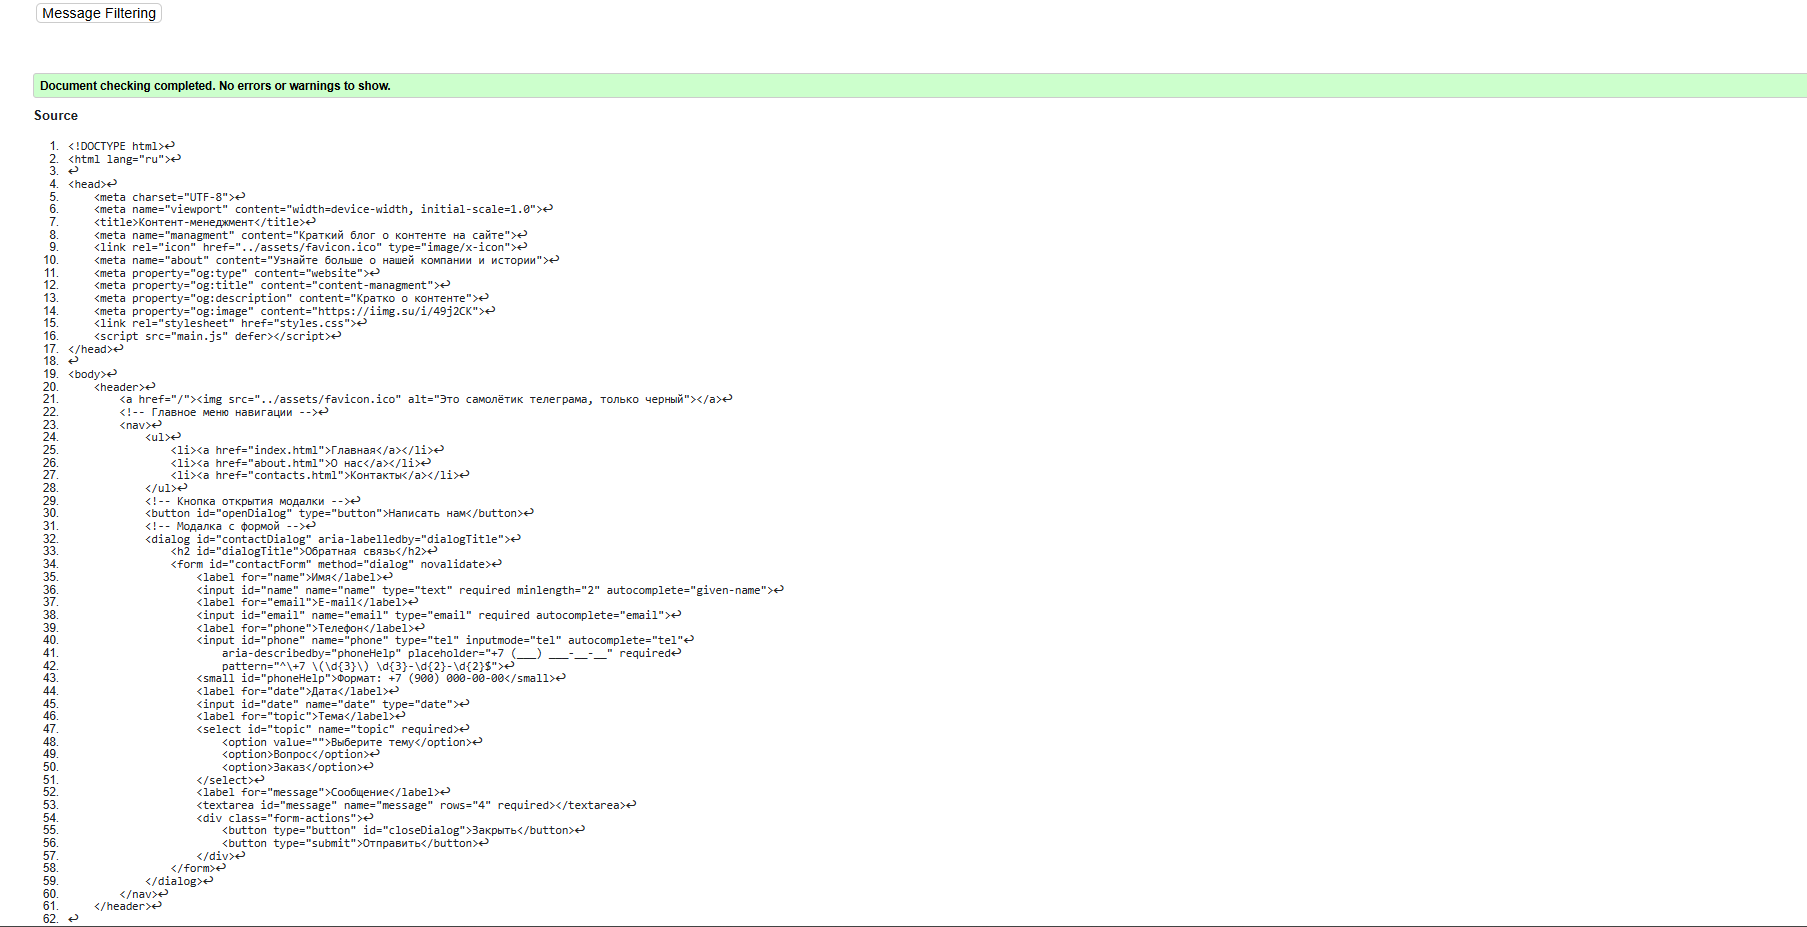 Message Filtering
Document checking completed. No errors or warnings to show.
Source
1. <!DOCTYPE html>↩
2. <html lang="ru">↩
3. ↩
4. <head>↩
5.     <meta charset="UTF-8">↩
6.     <meta name="viewport" content="width=device-width, initial-scale=1.0">↩
7.     <title>Контент-менеджмент</title>↩
8.     <meta name="managment" content="Краткий блог о контенте на сайте">↩
9.     <link rel="icon" href="../assets/favicon.ico" type="image/x-icon">↩
10.     <meta name="about" content="Узнайте больше о нашей компании и истории">↩
11.     <meta property="og:type" content="website">↩
12.     <meta property="og:title" content="content-managment">↩
13.     <meta property="og:description" content="Кратко о контенте">↩
14.     <meta property="og:image" content="https://iimg.su/i/49j2CK">↩
15.     <link rel="stylesheet" href="styles.css">↩
16.     <script src="main.js" defer></script>↩
17. </head>↩
18. ↩
19. <body>↩
20.     <header>↩
21.         <a href="/"><img src="../assets/favicon.ico" alt="Это самолётик телеграма, только черный"></a>↩
22.         <!-- Главное меню навигации -->↩
23.         <nav>↩
24.             <ul>↩
25.                 <li><a href="index.html">Главная</a></li>↩
26.                 <li><a href="about.html">О нас</a></li>↩
27.                 <li><a href="contacts.html">Контакты</a></li>↩
28.             </ul>↩
29.             <!-- Кнопка открытия модалки -->↩
30.             <button id="openDialog" type="button">Написать нам</button>↩
31.             <!-- Модалка с формой -->↩
32.             <dialog id="contactDialog" aria-labelledby="dialogTitle">↩
33.                 <h2 id="dialogTitle">Обратная связь</h2>↩
34.                 <form id="contactForm" method="dialog" novalidate>↩
35.                     <label for="name">Имя</label>↩
36.                     <input id="name" name="name" type="text" required minlength="2" autocomplete="given-name">↩
37.                     <label for="email">E-mail</label>↩
38.                     <input id="email" name="email" type="email" required autocomplete="email">↩
39.                     <label for="phone">Телефон</label>↩
40.                     <input id="phone" name="phone" type="tel" inputmode="tel" autocomplete="tel"↩
41.                         aria-describedby="phoneHelp" placeholder="+7 (___) ___-__-__" required↩
42.                         pattern="^\+7 \(\d{3}\) \d{3}-\d{2}-\d{2}$">↩
43.                     <small id="phoneHelp">Формат: +7 (900) 000-00-00</small>↩
44.                     <label for="date">Дата</label>↩
45.                     <input id="date" name="date" type="date">↩
46.                     <label for="topic">Тема</label>↩
47.                     <select id="topic" name="topic" required>↩
48.                         <option value="">Выберите тему</option>↩
49.                         <option>Вопрос</option>↩
50.                         <option>Заказ</option>↩
51.                     </select>↩
52.                     <label for="message">Сообщение</label>↩
53.                     <textarea id="message" name="message" rows="4" required></textarea>↩
54.                     <div class="form-actions">↩
55.                         <button type="button" id="closeDialog">Закрыть</button>↩
56.                         <button type="submit">Отправить</button>↩
57.                     </div>↩
58.                 </form>↩
59.             </dialog>↩
60.         </nav>↩
61.     </header>↩
62. ↩